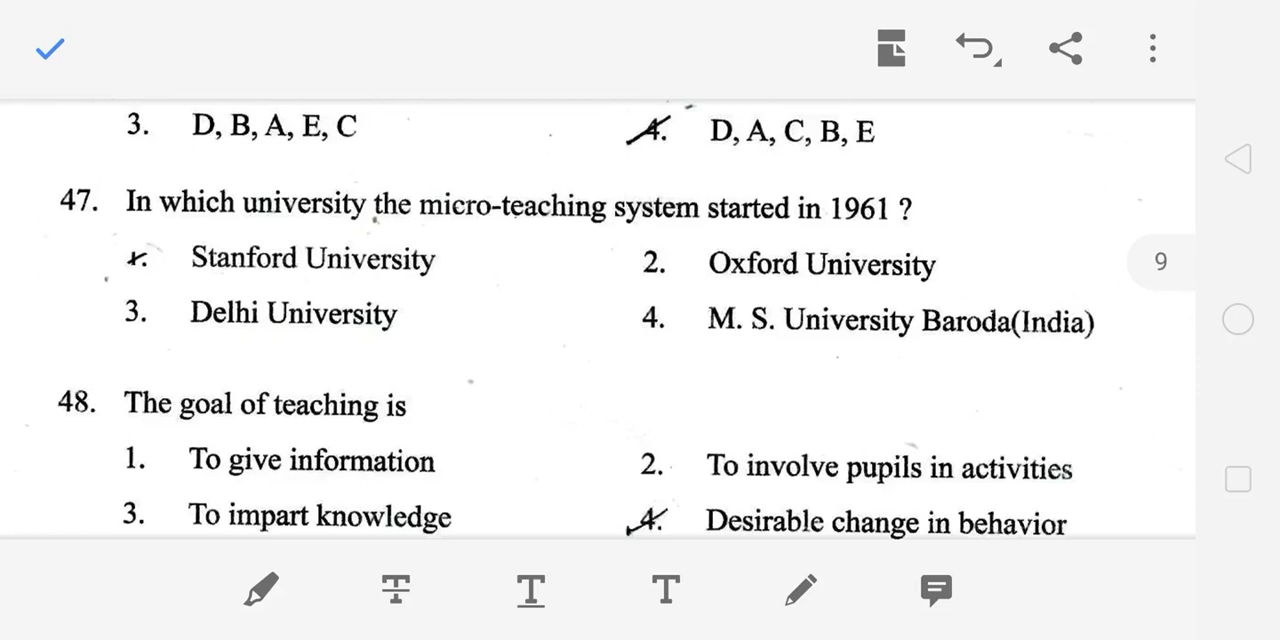 3. D, B, A, E, C
4. D, A, C, B, E
47. In which university the micro-teaching system started in 1961 ?
1. Stanford University
2. Oxford University
3. Delhi University
4. M. S. University Baroda(India)
9
48. The goal of teaching is
1. To give information
2. To involve pupils in activities
3. To impart knowledge
4. Desirable change in behavior